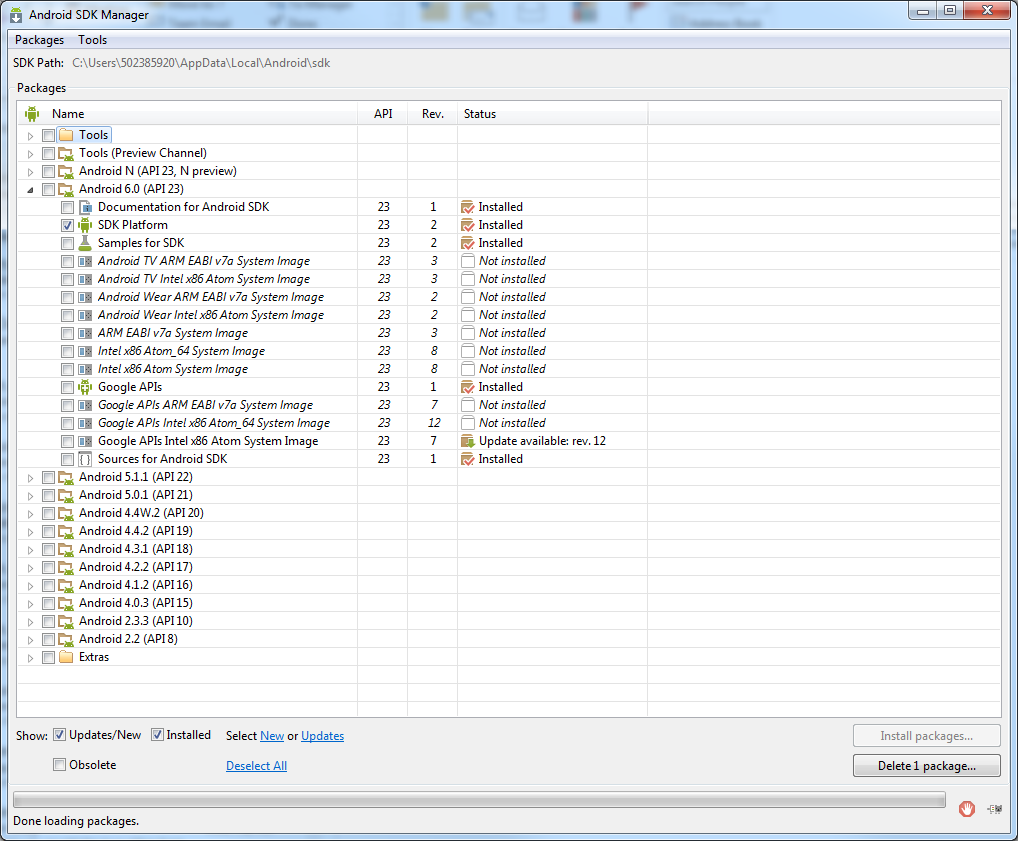 Android SDK Manager
Packages Tools
SDK Path: C:\Users\502385920\AppData\Local\Android\sdk
Packages
Name API Rev. Status
Tools
Tools (Preview Channel)
Android N (API 23, N preview)
Android 6.0 (API 23)
Documentation for Android SDK 23 1 Installed
SDK Platform 23 2 Installed
Samples for SDK 23 2 Installed
Android TV ARM EABI v7a System Image 23 3 Not installed
Android TV Intel x86 Atom System Image 23 3 Not installed
Android Wear ARM EABI v7a System Image 23 2 Not installed
Android Wear Intel x86 Atom System Image 23 2 Not installed
ARM EABI v7a System Image 23 3 Not installed
Intel x86 Atom_64 System Image 23 8 Not installed
Intel x86 Atom System Image 23 8 Not installed
Google APIs 23 1 Installed
Google APIs ARM EABI v7a System Image 23 7 Not installed
Google APIs Intel x86 Atom_64 System Image 23 12 Not installed
Google APIs Intel x86 Atom System Image 23 7 Update available: rev. 12
Sources for Android SDK 23 1 Installed
Android 5.1.1 (API 22)
Android 5.0.1 (API 21)
Android 4.4W.2 (API 20)
Android 4.4.2 (API 19)
Android 4.3.1 (API 18)
Android 4.2.2 (API 17)
Android 4.1.2 (API 16)
Android 4.0.3 (API 15)
Android 2.3.3 (API 10)
Android 2.2 (API 8)
Extras
Show: Updates/New Installed Select New or Updates Install packages...
Obsolete Deselect All Delete 1 package...
Done loading packages.